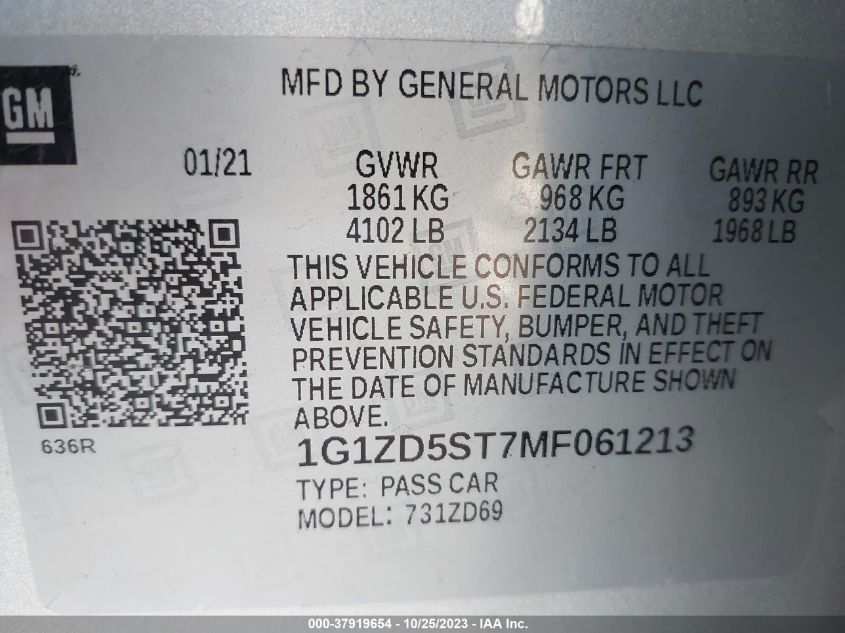 GM
MFD BY GENERAL MOTORS LLC
01/21 GVWR GAWR FRT GAWR RR
1861 KG 968 KG 893 KG
4102 LB 2134 LB 1968 LB
THIS VEHICLE CONFORMS TO ALL
APPLICABLE U.S. FEDERAL MOTOR
VEHICLE SAFETY, BUMPER, AND THEFT
PREVENTION STANDARDS IN EFFECT ON
THE DATE OF MANUFACTURE SHOWN
ABOVE.
636R
1G1ZD5ST7MF061213
TYPE: PASS CAR
MODEL: 731ZD69
000-37919654 - 10/25/2023 - IAA Inc.